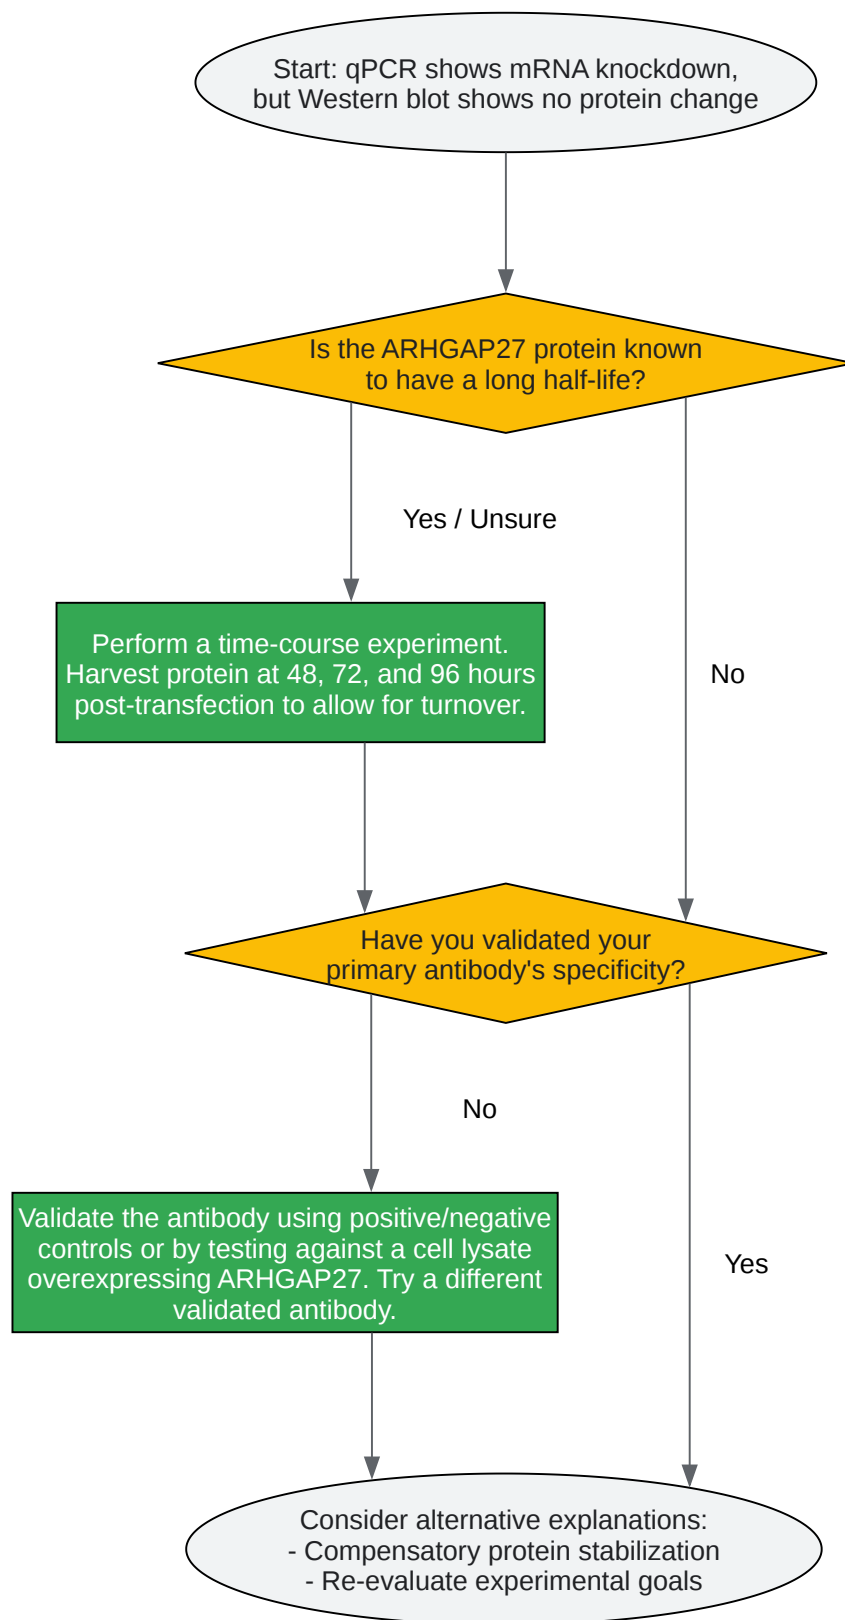 Start: qPCR shows mRNA knockdown,
but Western blot shows no protein change
Is the ARHGAP27 protein known
to have a long half-life?
Yes / Unsure
Perform a time-course experiment.
Harvest protein at 48, 72, and 96 hours
post-transfection to allow for turnover.
No
Have you validated your
primary antibody's specificity?
No
Validate the antibody using positive/negative
controls or by testing against a cell lysate
overexpressing ARHGAP27. Try a different
validated antibody.
Yes
Consider alternative explanations:
- Compensatory protein stabilization
- Re-evaluate experimental goals